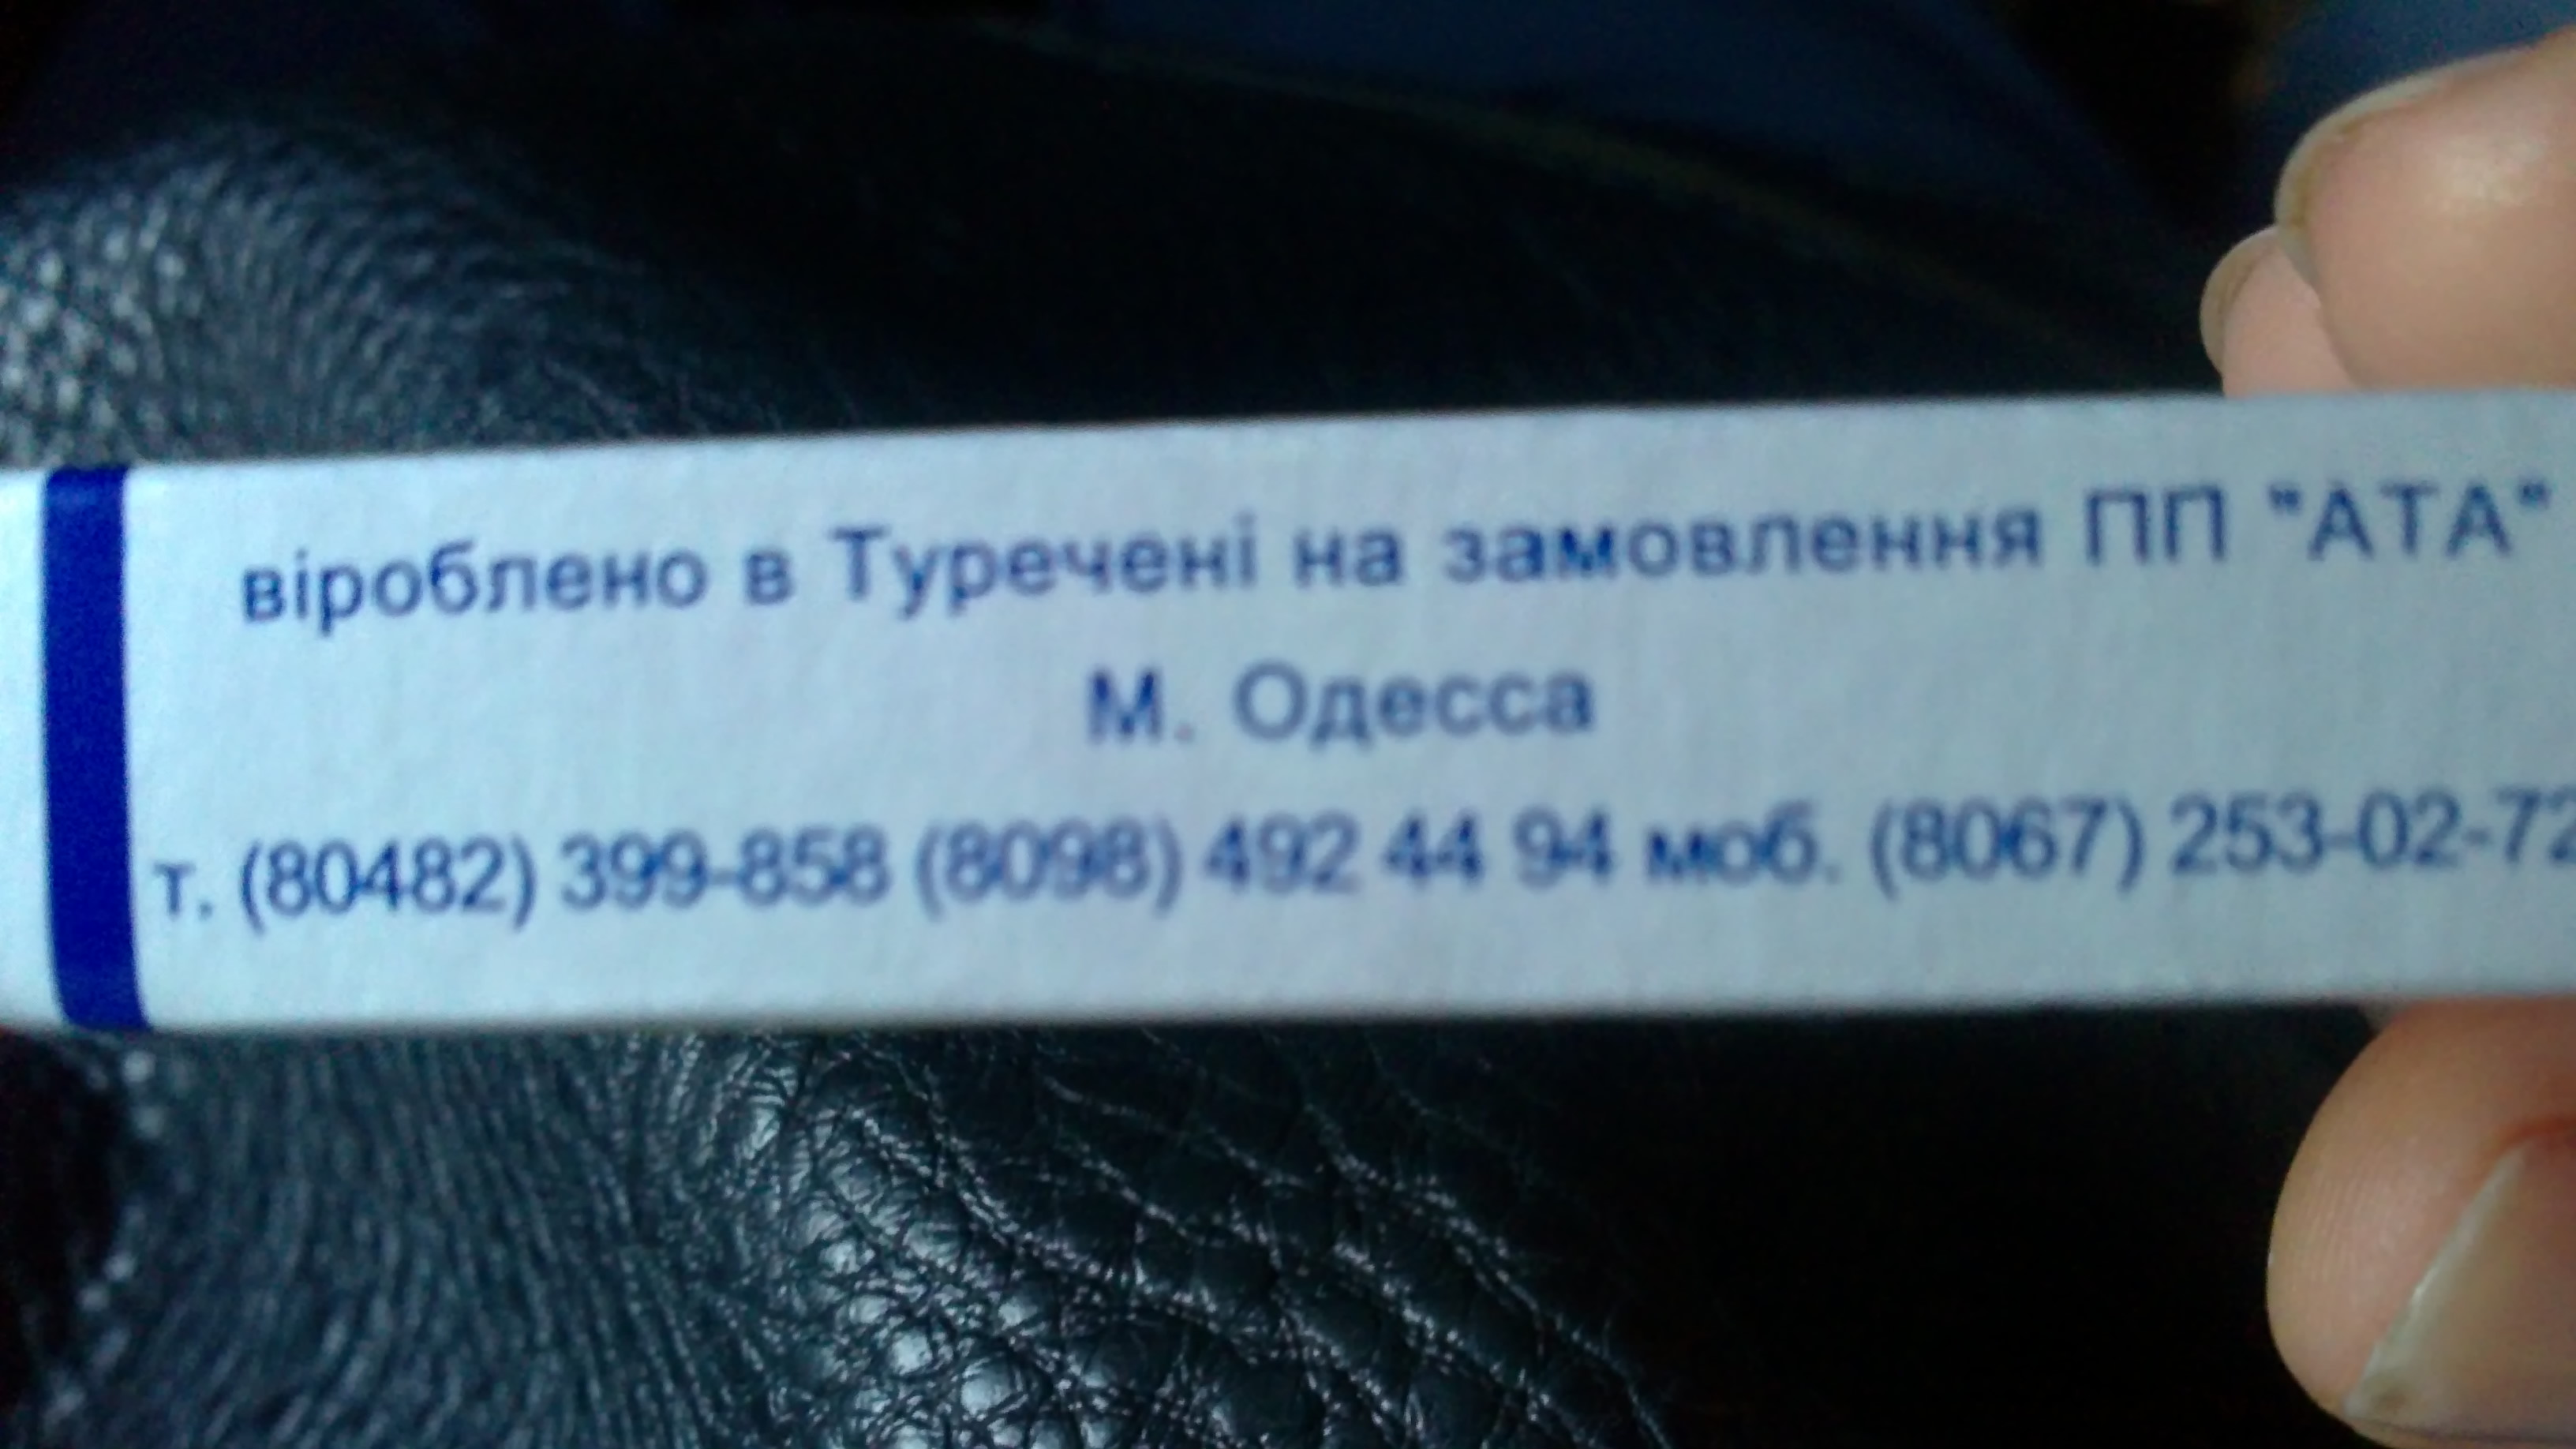 віроблено в Туречені на замовлення ПП "АТА"
М. Одесса
т. (80482) 399-858 (8098) 492 44 94 моб. (8067) 253-02-72